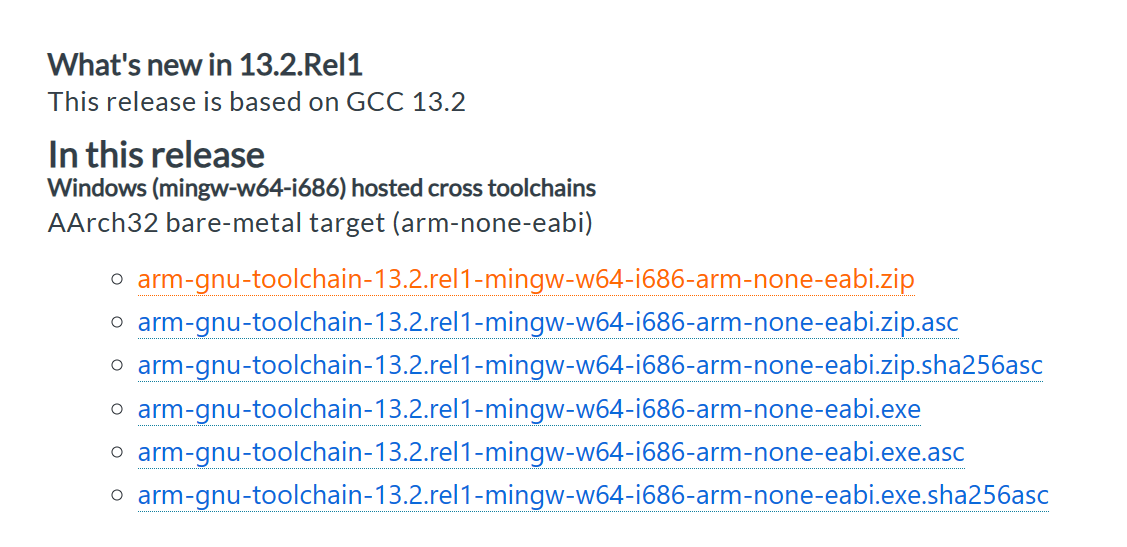 What's new in 13.2.Rel1
This release is based on GCC 13.2
In this release
Windows (mingw-w64-i686) hosted cross toolchains
AArch32 bare-metal target (arm-none-eabi)
arm-gnu-toolchain-13.2.rel1-mingw-w64-i686-arm-none-eabi.zip
arm-gnu-toolchain-13.2.rel1-mingw-w64-i686-arm-none-eabi.zip.asc
arm-gnu-toolchain-13.2.rel1-mingw-w64-i686-arm-none-eabi.zip.sha256asc
arm-gnu-toolchain-13.2.rel1-mingw-w64-i686-arm-none-eabi.exe
arm-gnu-toolchain-13.2.rel1-mingw-w64-i686-arm-none-eabi.exe.asc
arm-gnu-toolchain-13.2.rel1-mingw-w64-i686-arm-none-eabi.exe.sha256asc